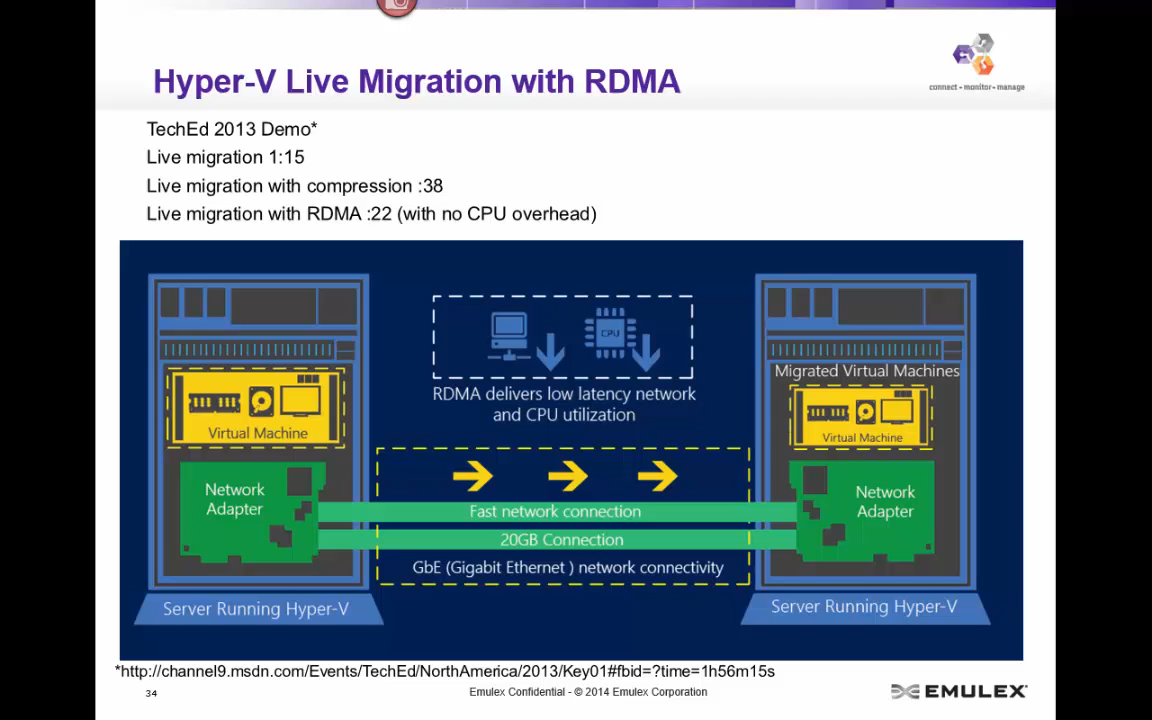 Hyper-V Live Migration with RDMA
connect • monitor • manage
TechEd 2013 Demo*
Live migration 1:15
Live migration with compression :38
Live migration with RDMA :22 (with no CPU overhead)
CPU
RDMA delivers low latency network
and CPU utilization
Virtual Machine
Migrated Virtual Machines
Virtual Machine
Network
Adapter
Network
Adapter
Fast network connection
20GB Connection
GbE (Gigabit Ethernet ) network connectivity
Server Running Hyper-V
Server Running Hyper-V
*http://channel9.msdn.com/Events/TechEd/NorthAmerica/2013/Key01#fbid=?time=1h56m15s
34
Emulex Confidential - © 2014 Emulex Corporation
EMULEX